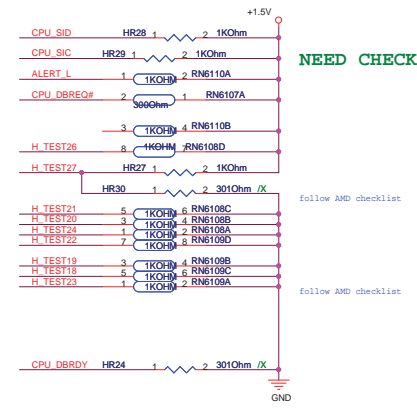 +1.5V
CPU_SID HR28 1 2 1KOhm
CPU_SIC HR29 1 2 1KOhm
NEED CHECK
ALERT_L 1 1KOHM 2 RN6110A
CPU_DBREQ# 2 300Ohm 1 RN6107A
3 1KOHM 4 RN6110B
H_TEST26 8 1KOHM 7 RN6108D
H_TEST27 HR27 1 2 1KOhm
HR30 1 2 301Ohm /X
follow AMD checklist
H_TEST21 5 1KOHM 6 RN6108C
H_TEST20 3 1KOHM 4 RN6108B
H_TEST24 1 1KOHM 2 RN6108A
H_TEST22 7 1KOHM 8 RN6109D
H_TEST19 3 1KOHM 4 RN6109B
H_TEST18 5 1KOHM 6 RN6109C
H_TEST23 1 1KOHM 2 RN6109A
follow AMD checklist
CPU_DBRDY HR24 1 2 301Ohm /X
GND